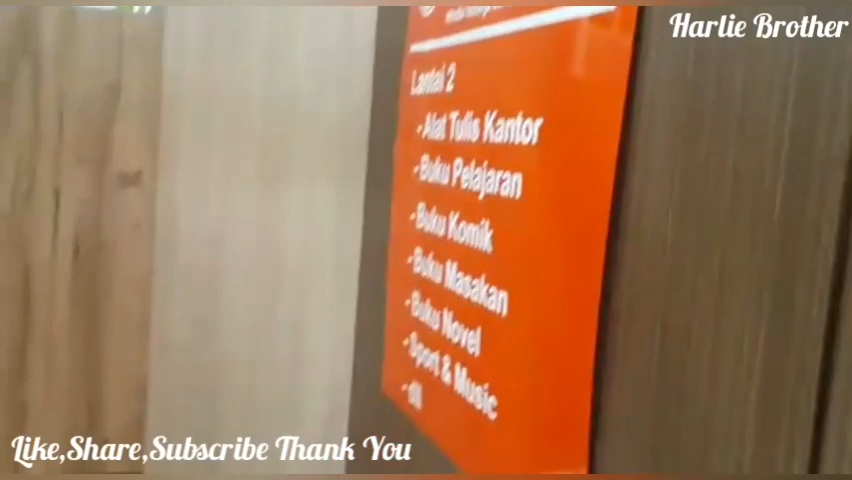 Harlie Brother
Lantai 2
- Alat Tulis Kantor
- Buku Pelajaran
- Buku Komik
- Buku Masakan
- Buku Novel
- Sport & Music
- dll
Like,Share,Subscribe Thank You